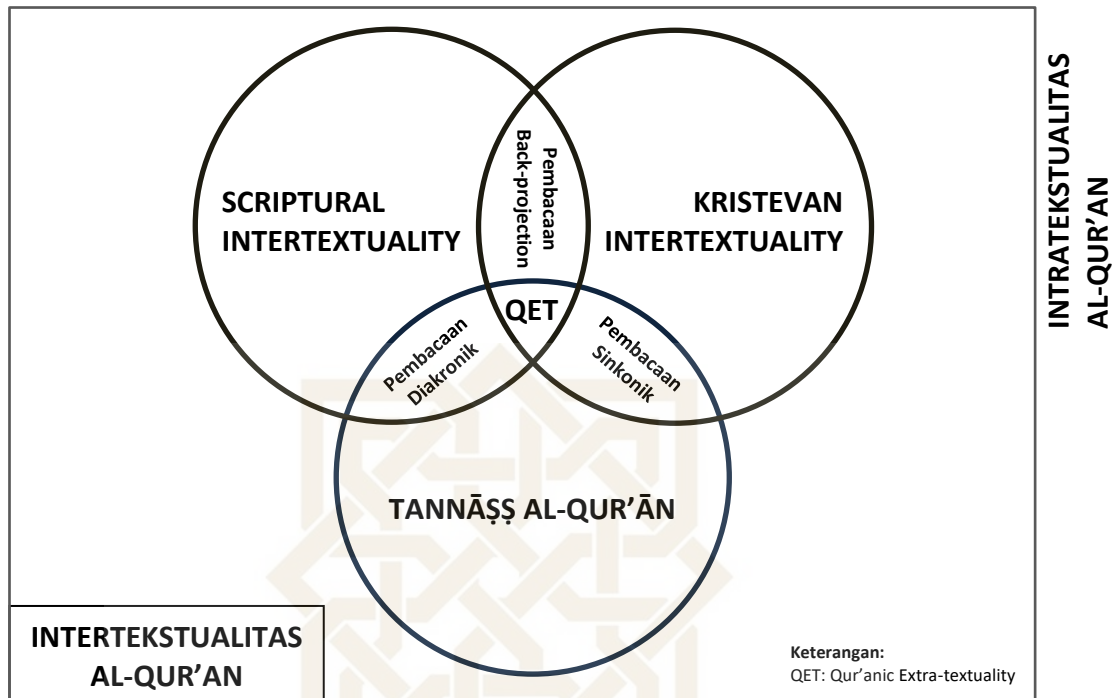 SCRIPTURAL
INTERTEXTUALITY
Pembacaan
Back-projection
KRISTEVAN
INTERTEXTUALITY
QET
Pembacaan
Diakronik
Pembacaan
Sinkonik
TANNĀṢṢ AL-QUR’ĀN
INTERTEKSTUALITAS
AL-QUR’AN
Keterangan:
QET: Qur’anic Extra-textuality
INTRATEKSTUALITAS
AL-QUR’AN